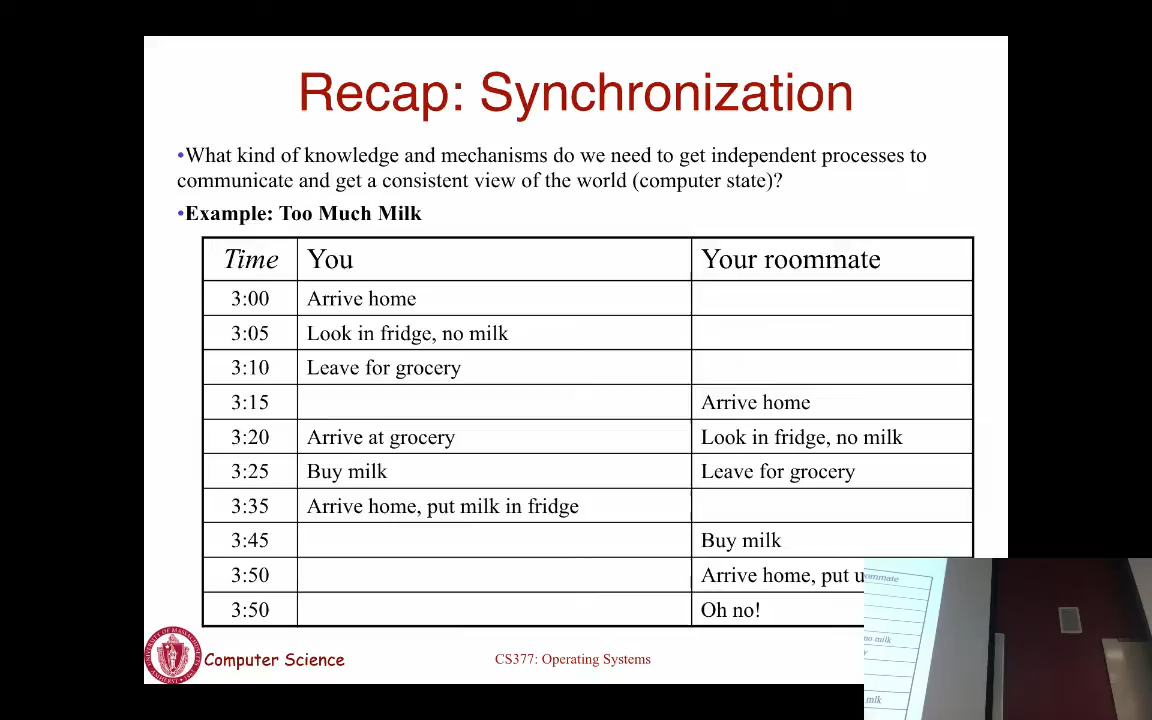 Recap: Synchronization
•What kind of knowledge and mechanisms do we need to get independent processes to
communicate and get a consistent view of the world (computer state)?
•Example: Too Much Milk
Time You Your roommate
3:00 Arrive home
3:05 Look in fridge, no milk
3:10 Leave for grocery
3:15 Arrive home
3:20 Arrive at grocery Look in fridge, no milk
3:25 Buy milk Leave for grocery
3:35 Arrive home, put milk in fridge
3:45 Buy milk
3:50 Arrive home, put u
3:50 Oh no!
Computer Science
CS377: Operating Systems
ommate
no milk